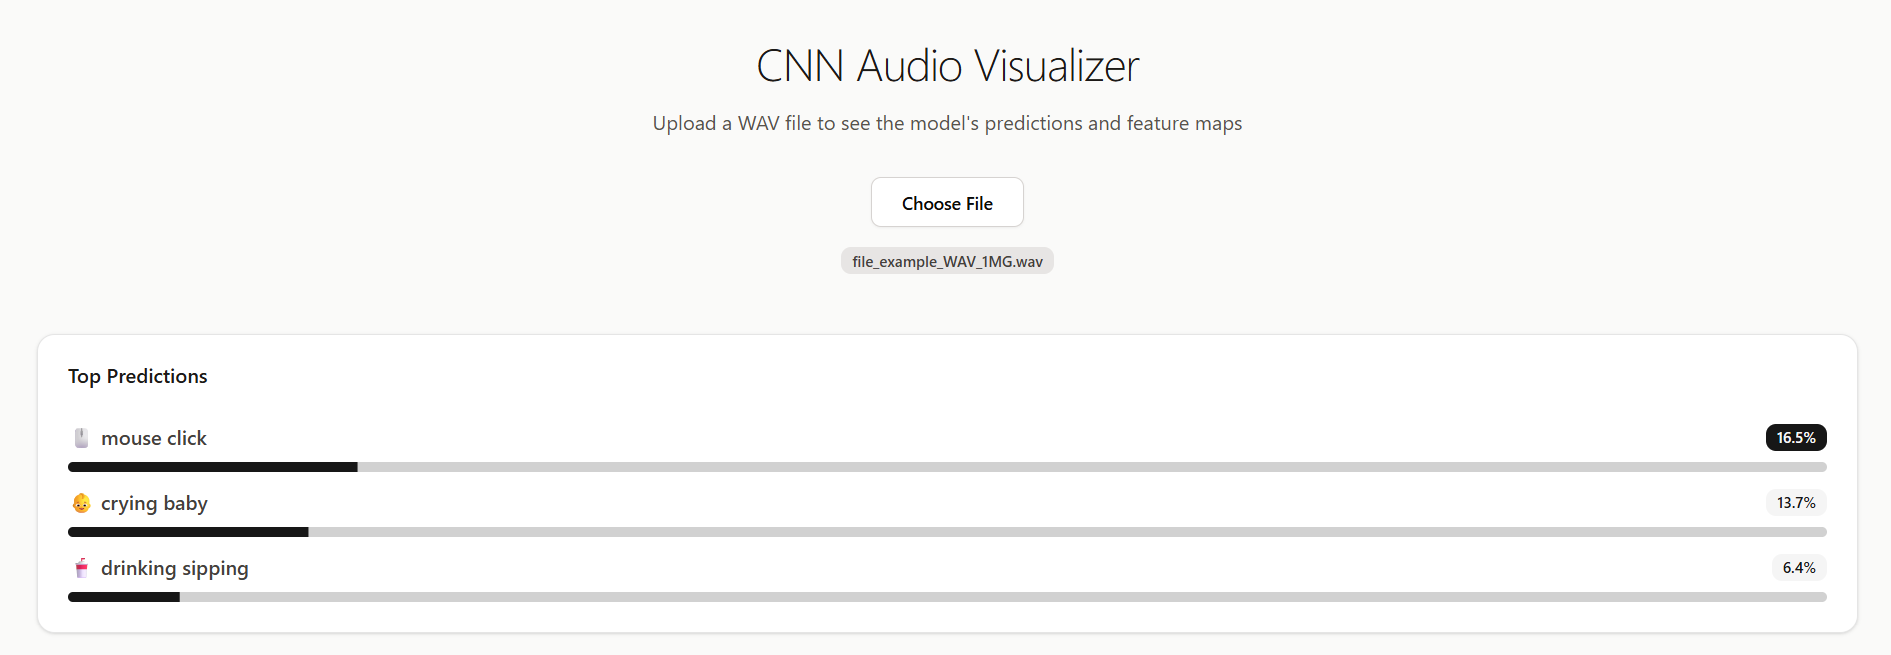 CNN Audio Visualizer
Upload a WAV file to see the model's predictions and feature maps
Choose File
file_example_WAV_1MG.wav
Top Predictions
mouse click 16.5%
crying baby 13.7%
drinking sipping 6.4%